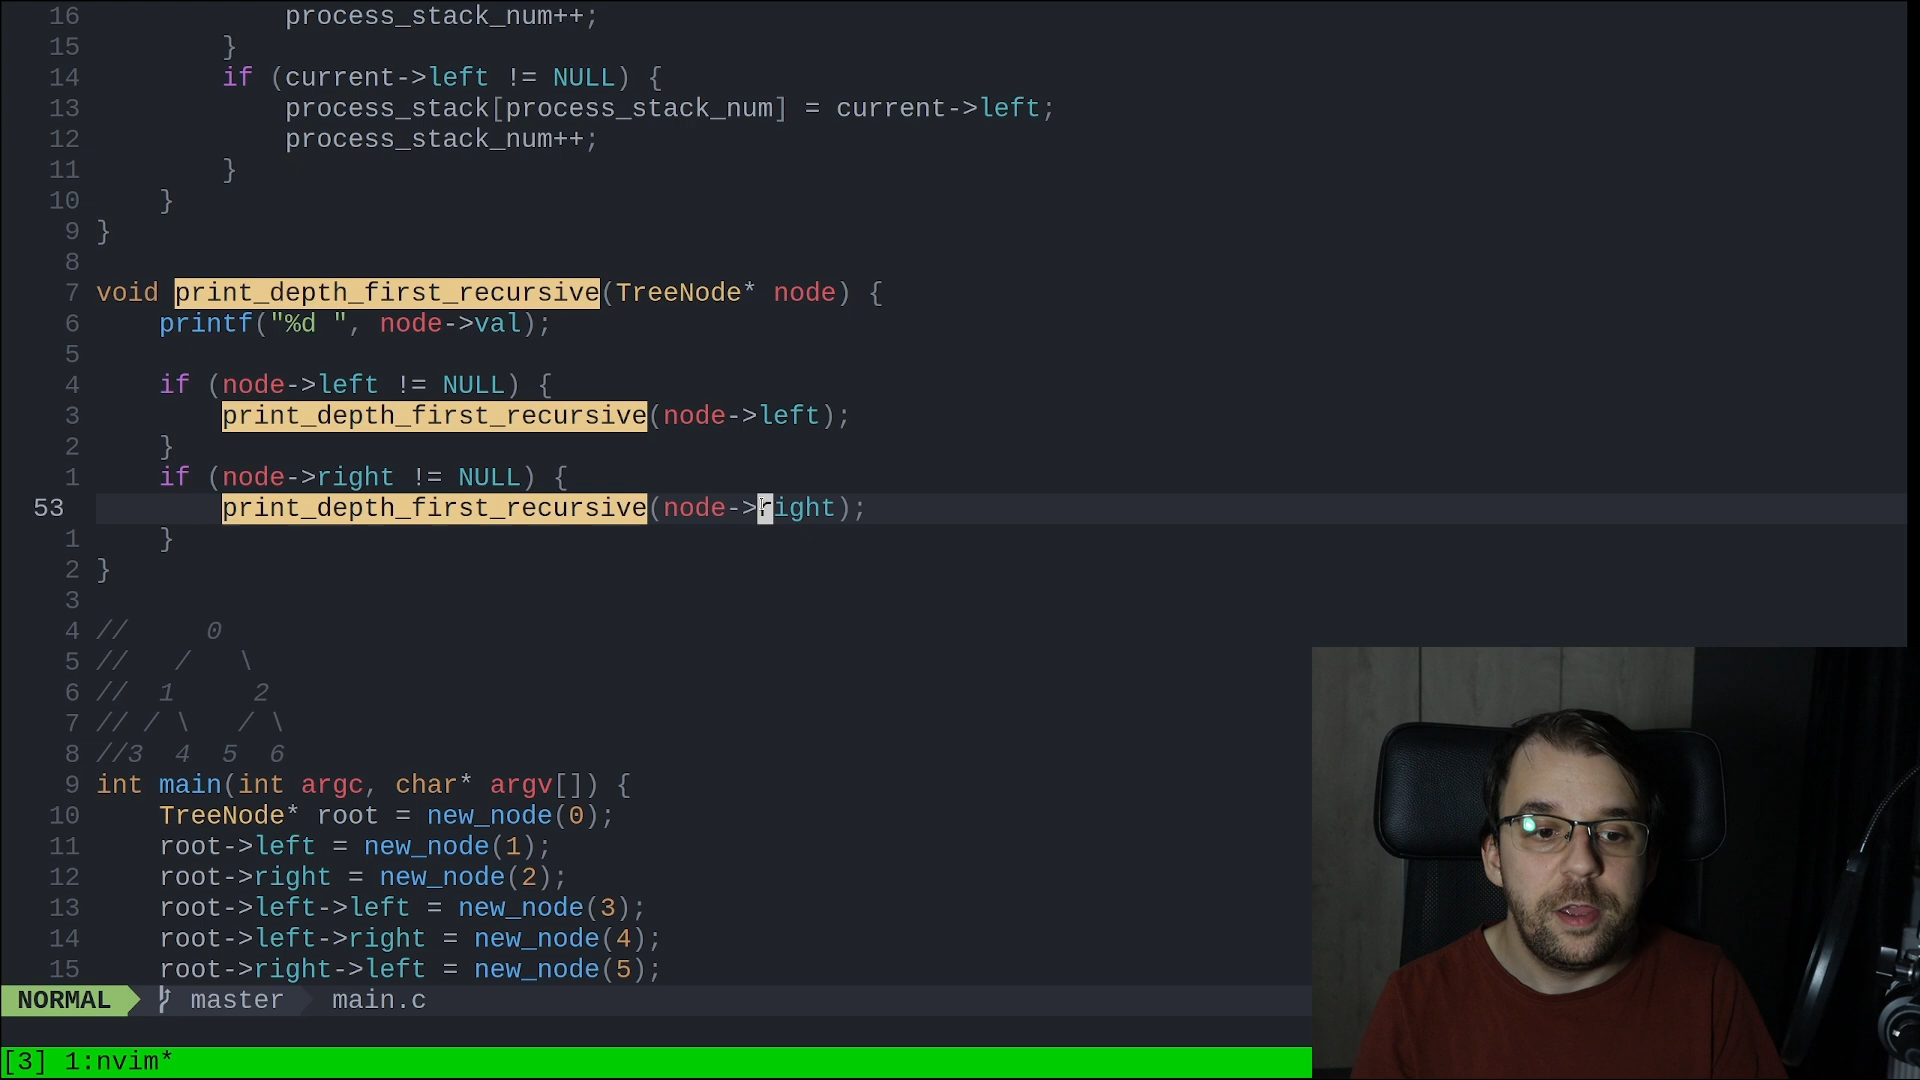 16 process_stack_num++;
15 }
14 if (current->left != NULL) {
13 process_stack[process_stack_num] = current->left;
12 process_stack_num++;
11 }
10 }
9 }
8
7 void print_depth_first_recursive(TreeNode* node) {
6 printf("%d ", node->val);
5
4 if (node->left != NULL) {
3 print_depth_first_recursive(node->left);
2 }
1 if (node->right != NULL) {
53 print_depth_first_recursive(node->right);
1 }
2 }
3
4 // 0
5 // / \
6 // 1 2
7 // / \ / \
8 //3 4 5 6
9 int main(int argc, char* argv[]) {
10 TreeNode* root = new_node(0);
11 root->left = new_node(1);
12 root->right = new_node(2);
13 root->left->left = new_node(3);
14 root->left->right = new_node(4);
15 root->right->left = new_node(5);
NORMAL master main.c
[3] 1:nvim*